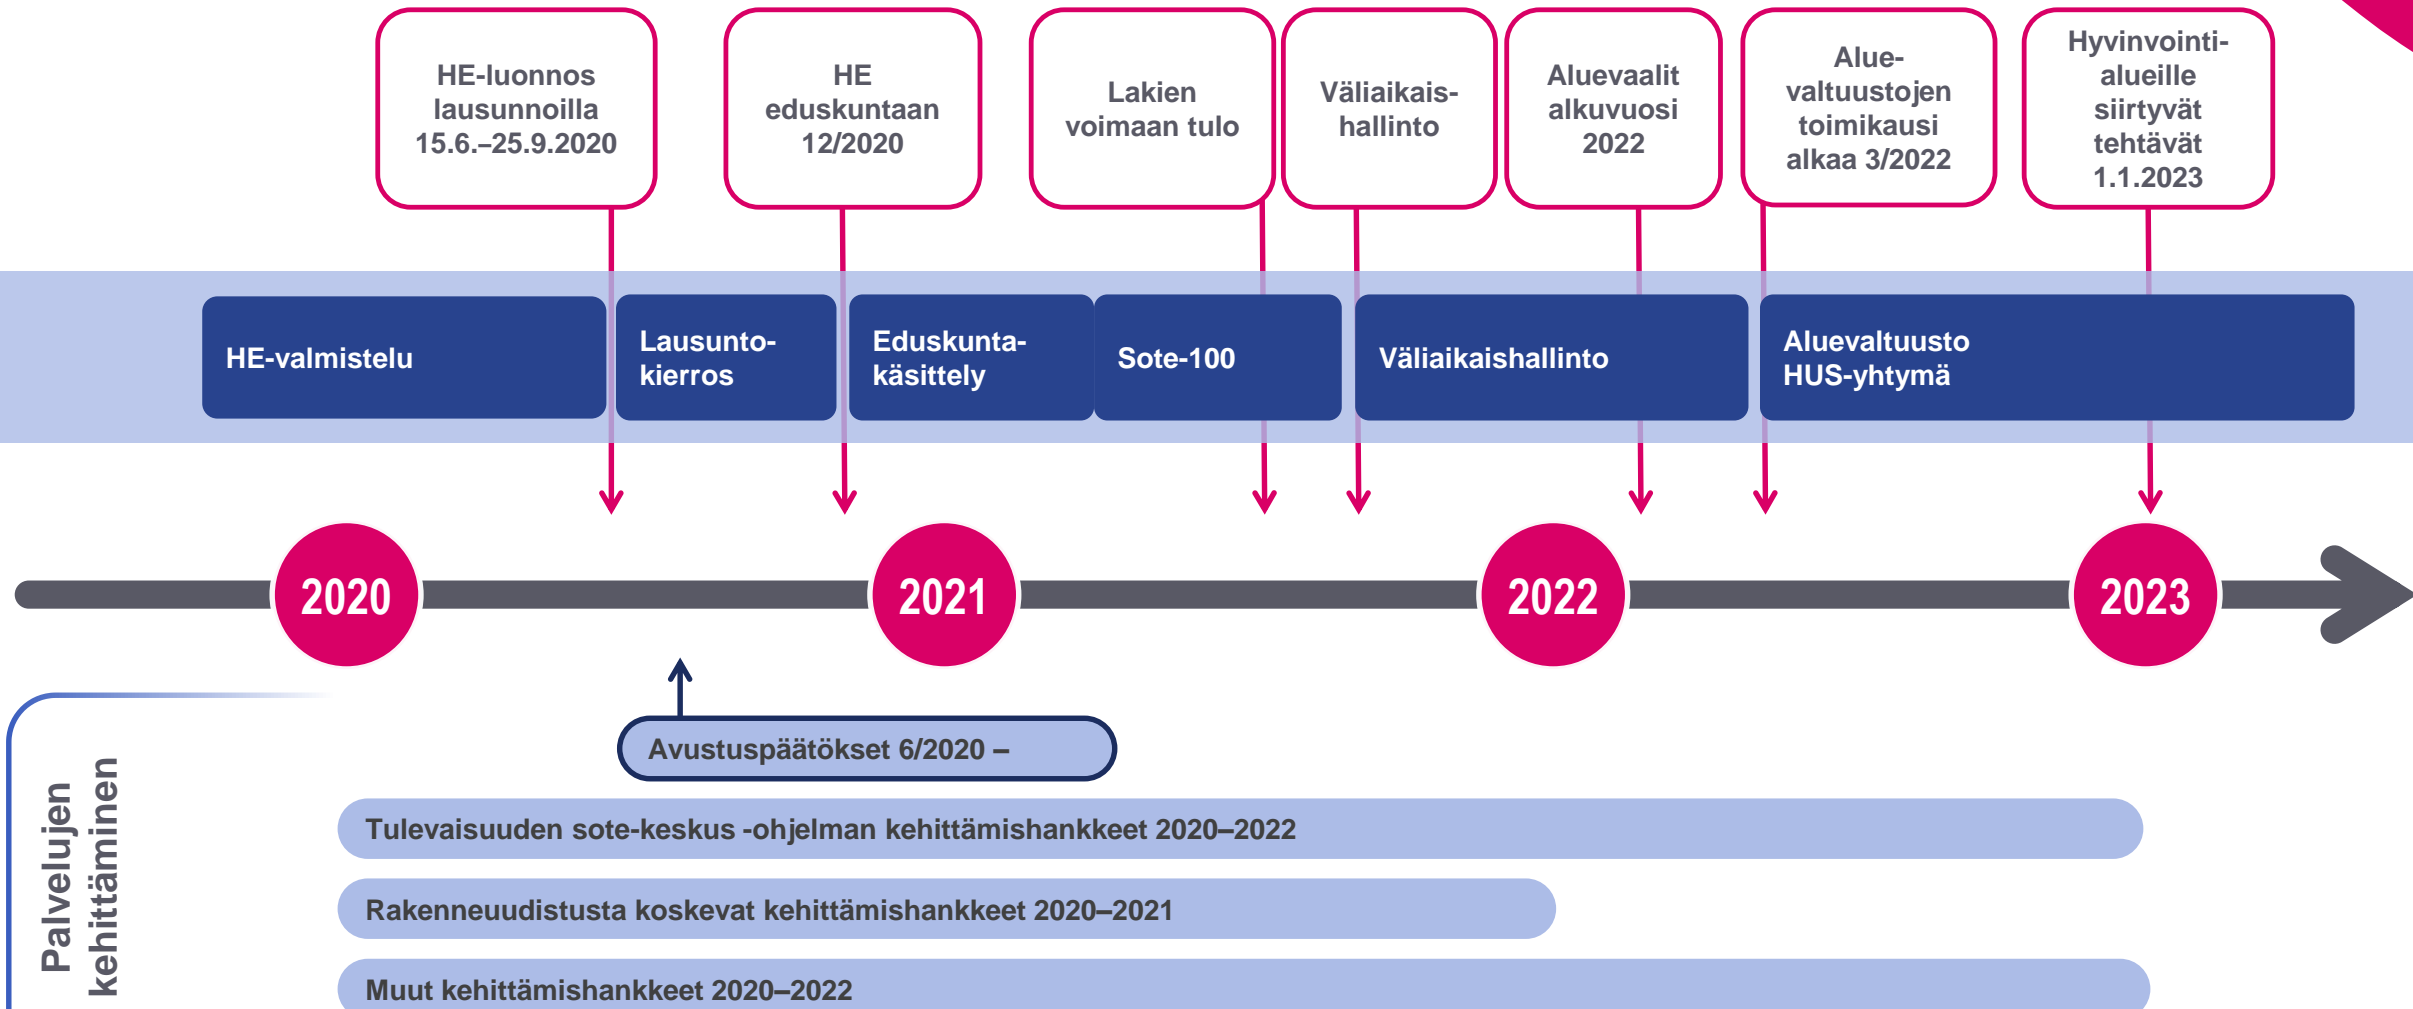 HE-luonnos
lausunnoilla
15.6.–25.9.2020
HE
eduskuntaan
12/2020
Lakien
voimaan tulo
Väliaikais-
hallinto
Aluevaalit
alkuvuosi
2022
Alue-
valtuustojen
toimikausi
alkaa 3/2022
Hyvinvointi-
alueille
siirtyvät
tehtävät
1.1.2023
HE-valmistelu
Lausunto-
kierros
Eduskunta-
käsittely
Sote-100
Väliaikaishallinto
Aluevaltuusto
HUS-yhtymä
2020
2021
2022
2023
Avustuspäätökset 6/2020 –
Palvelujen
kehittäminen
Tulevaisuuden sote-keskus -ohjelman kehittämishankkeet 2020–2022
Rakenneuudistusta koskevat kehittämishankkeet 2020–2021
Muut kehittämishankkeet 2020–2022